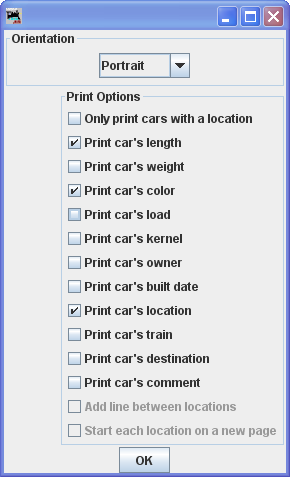 Orientation
Portrait
Print Options
Only print cars with a location
Print car's length
Print car's weight
Print car's color
Print car's load
Print car's kernel
Print car's owner
Print car's built date
Print car's location
Print car's train
Print car's destination
Print car's comment
Add line between locations
Start each location on a new page
OK